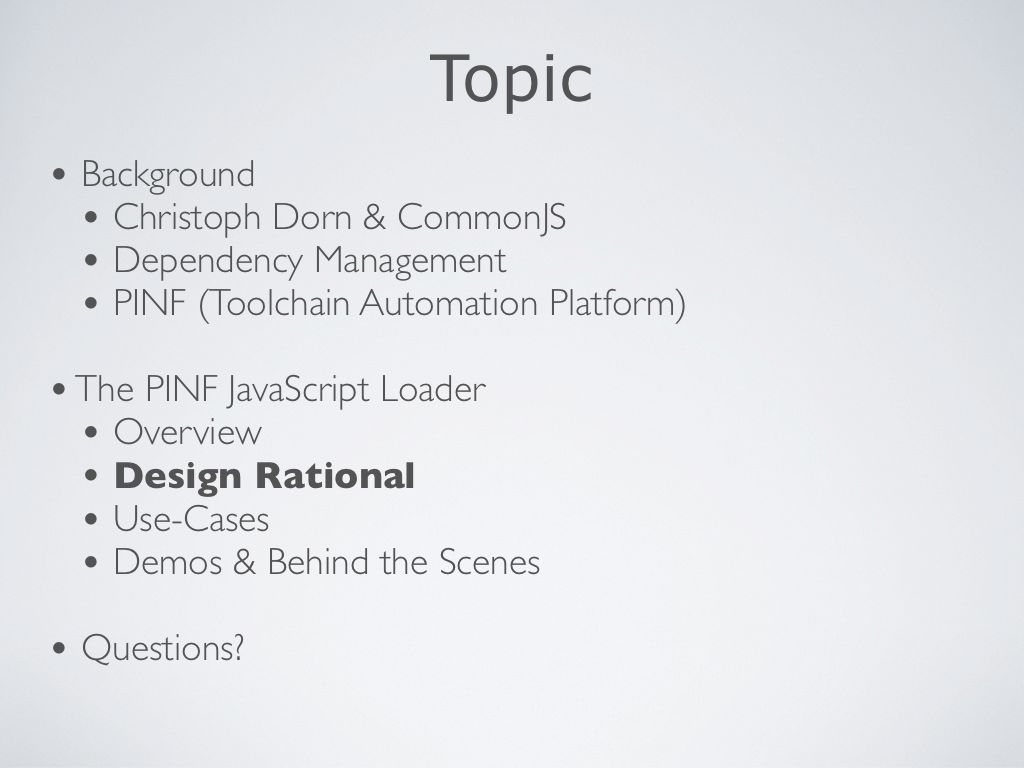 Topic
• Background
• Christoph Dorn & CommonJS
• Dependency Management
• PINF (Toolchain Automation Platform)
• The PINF JavaScript Loader
• Overview
• Design Rational
• Use-Cases
• Demos & Behind the Scenes
• Questions?